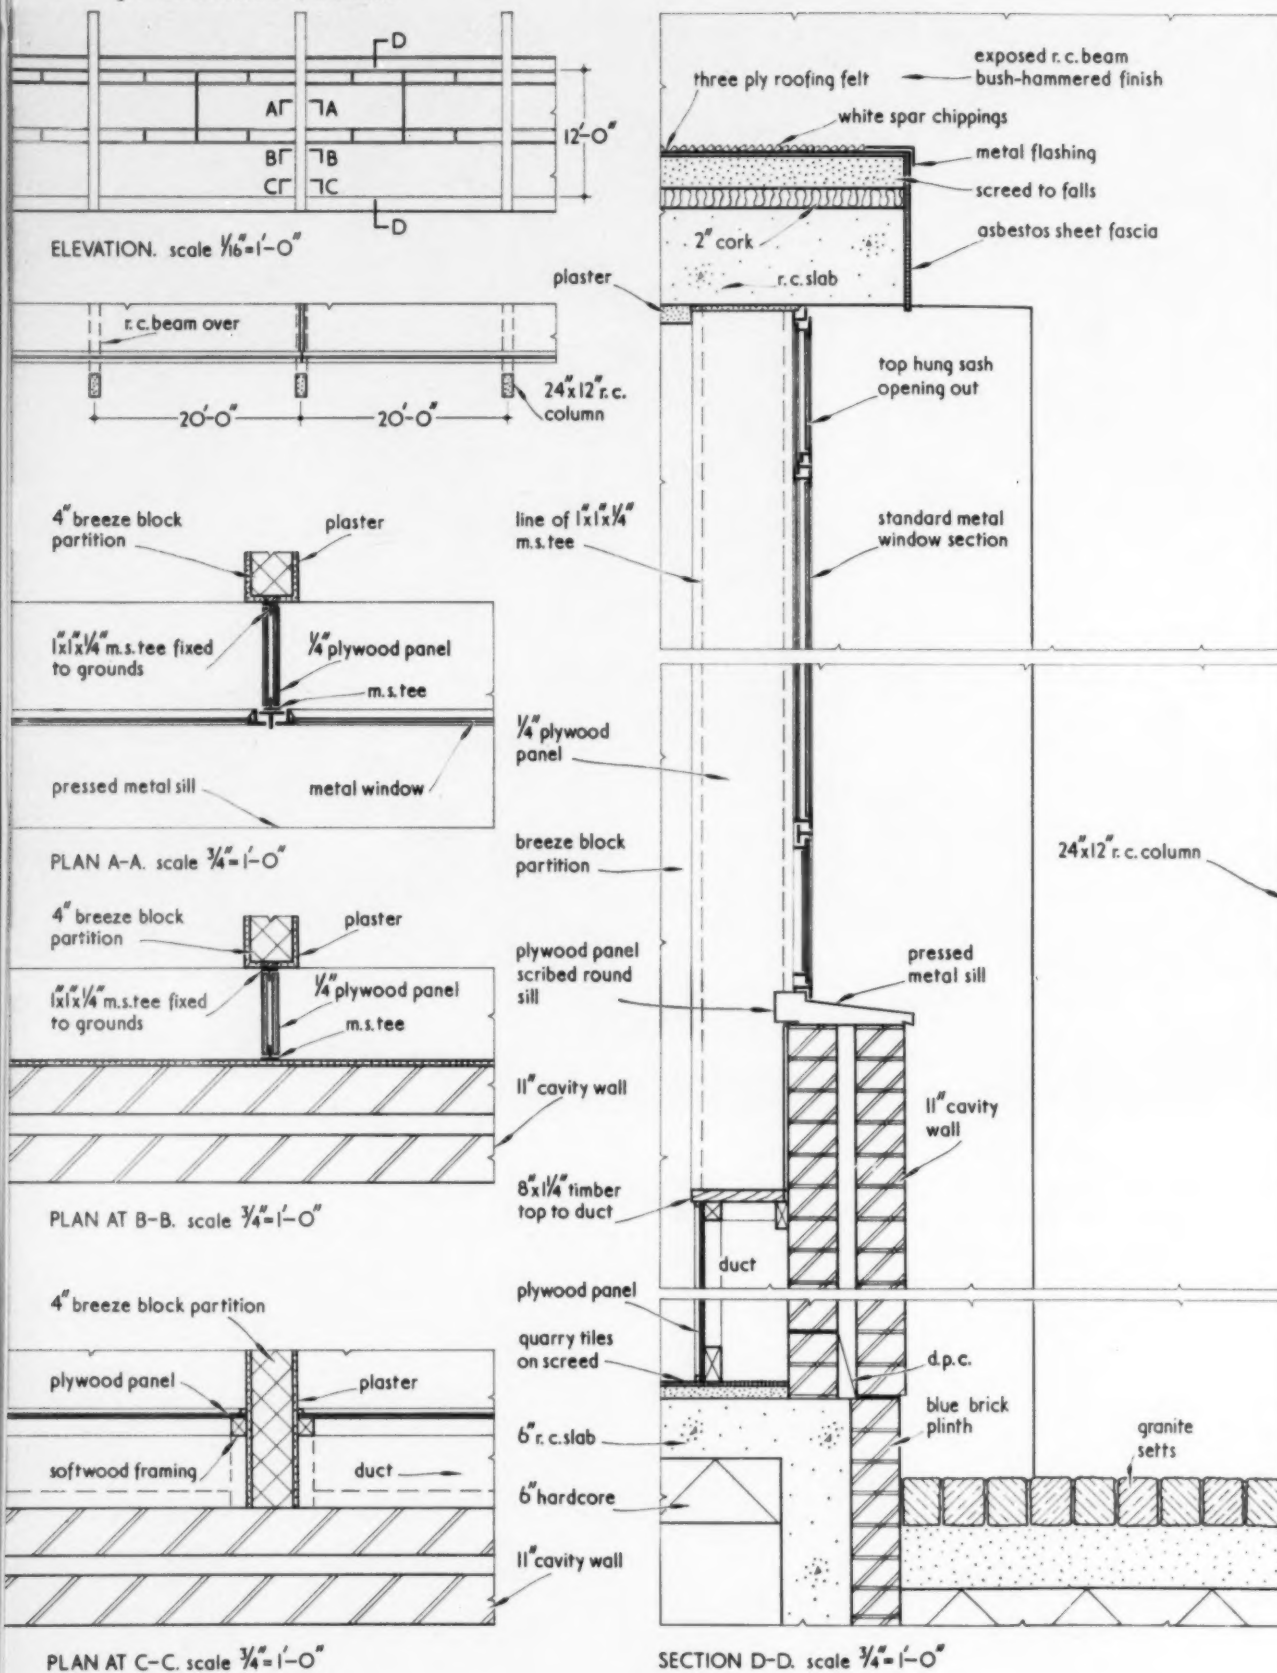 D
A A
B B
C C
D
12'-0"
ELEVATION. scale 1/16"=1'-0"
r.c.beam over
24"x12" r.c.
column
20'-0" 20'-0"
4" breeze block
partition
plaster
1"x1"x1/4" m.s.tee fixed
to grounds
1/4" plywood panel
m.s.tee
pressed metal sill
metal window
PLAN A-A. scale 3/4"=1'-0"
4" breeze block
partition
plaster
1"x1"x1/4" m.s.tee fixed
to grounds
1/4" plywood panel
m.s.tee
11" cavity wall
PLAN AT B-B. scale 3/4"=1'-0"
4" breeze block partition
plywood panel
plaster
softwood framing
duct
11" cavity wall
PLAN AT C-C. scale 3/4"=1'-0"
exposed r.c.beam
bush-hammered finish
three ply roofing felt
white spar chippings
metal flashing
screed to falls
2" cork
asbestos sheet fascia
r.c.slab
plaster
top hung sash
opening out
line of 1"x1"x1/4"
m.s.tee
standard metal
window section
1/4" plywood
panel
breeze block
partition
24"x12" r.c.column
plywood panel
scribed round
sill
pressed
metal sill
11" cavity
wall
8"x1 1/4" timber
top to duct
duct
plywood panel
quarry tiles
on screed
d.p.c.
blue brick
plinth
6" r.c.slab
granite
setts
6" hardcore
SECTION D-D. scale 3/4"=1'-0"